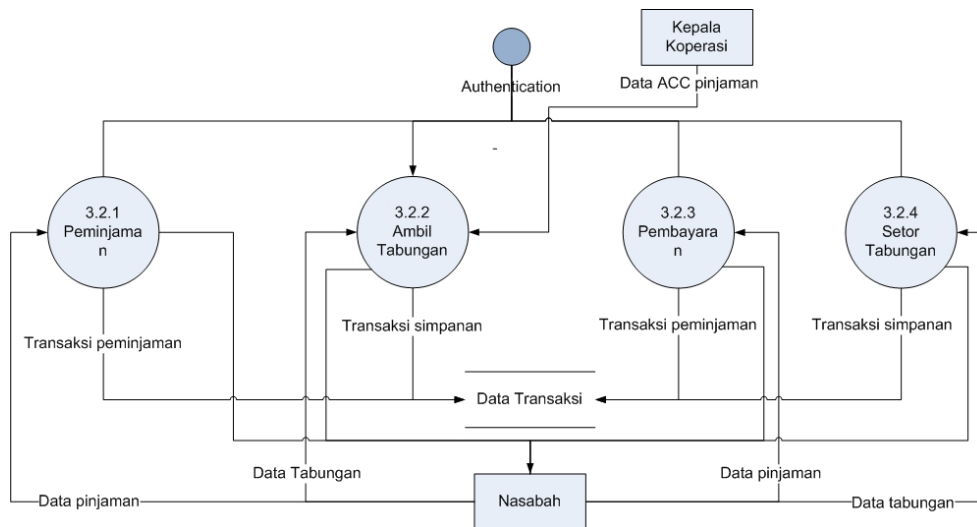 Kepala
Koperasi
Authentication
Data ACC pinjaman
-
3.2.1
Peminjama
n
3.2.2
Ambil
Tabungan
3.2.3
Pembayara
n
3.2.4
Setor
Tabungan
Transaksi peminjaman
Transaksi simpanan
Transaksi peminjaman
Transaksi simpanan
Data Transaksi
Data Tabungan
Data pinjaman
Data pinjaman
Nasabah
Data tabungan